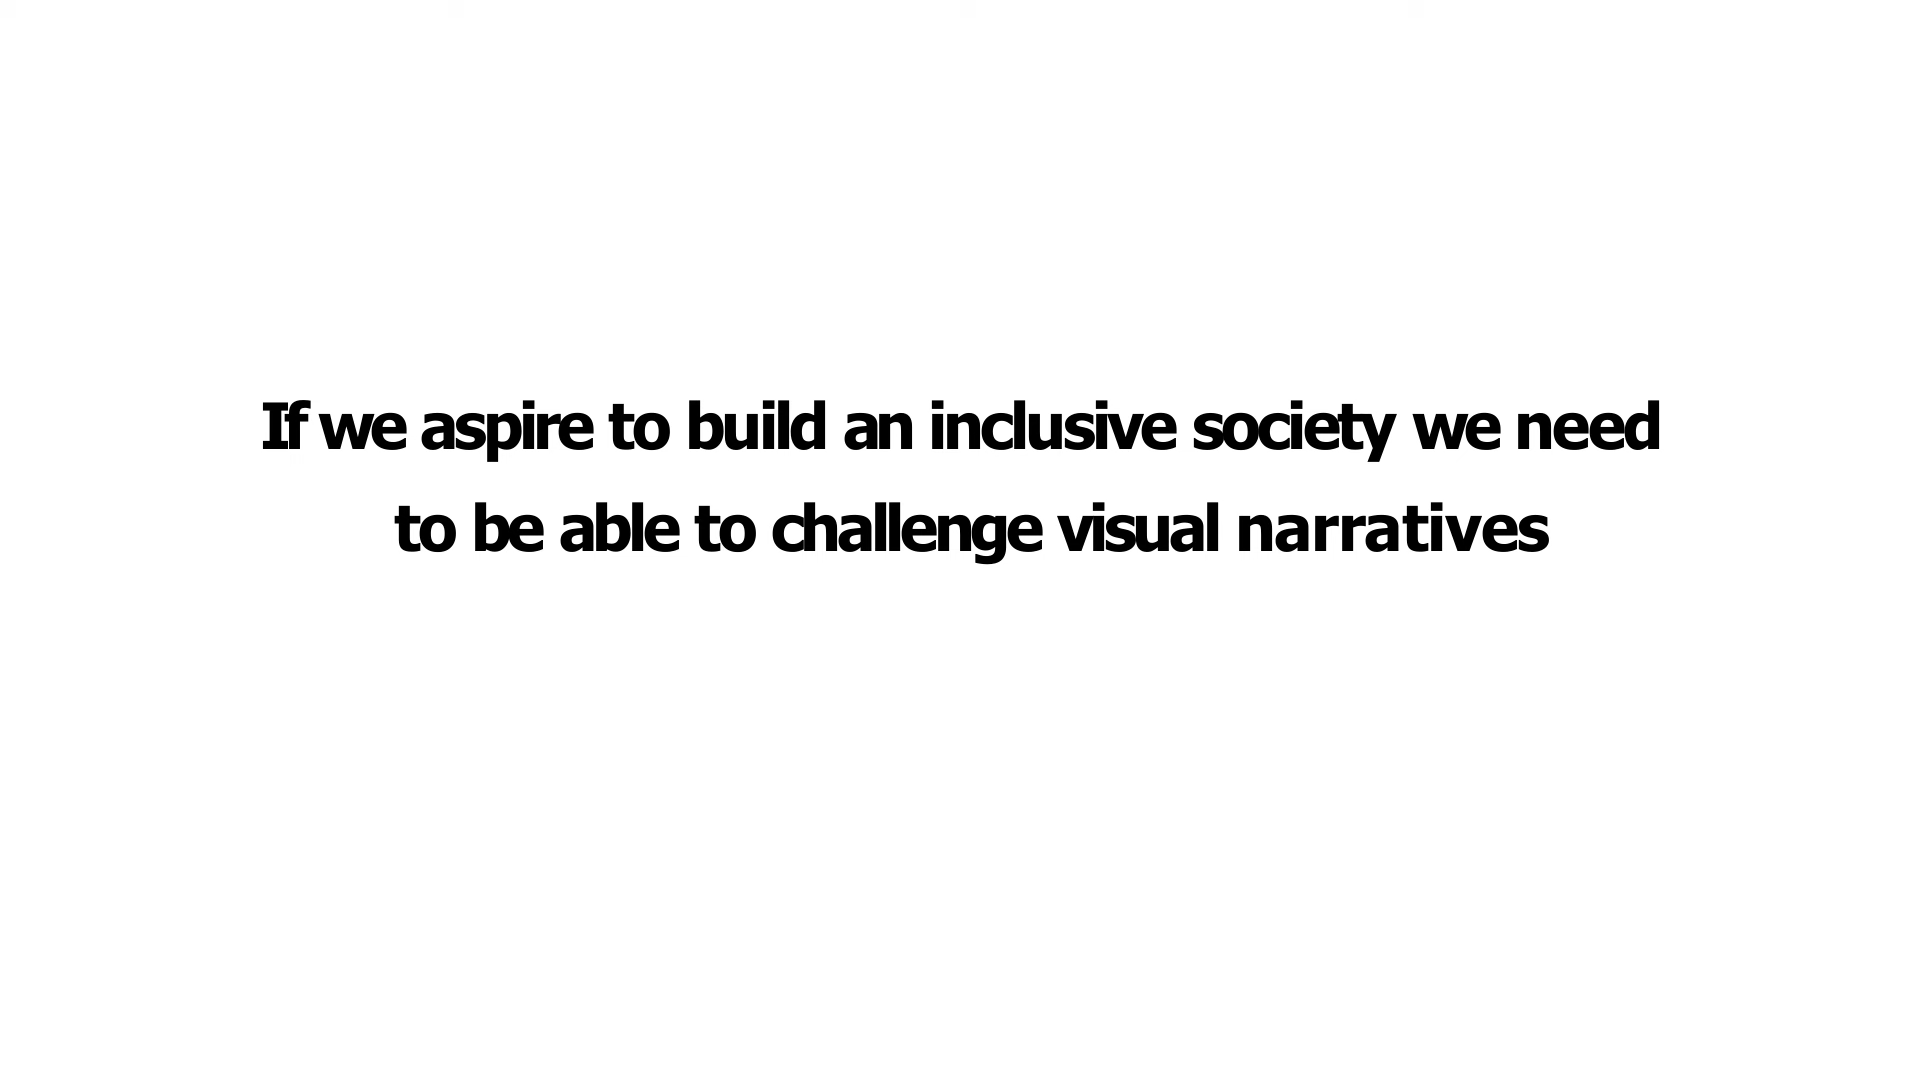 If we aspire to build an inclusive society we need
to be able to challenge visual narratives